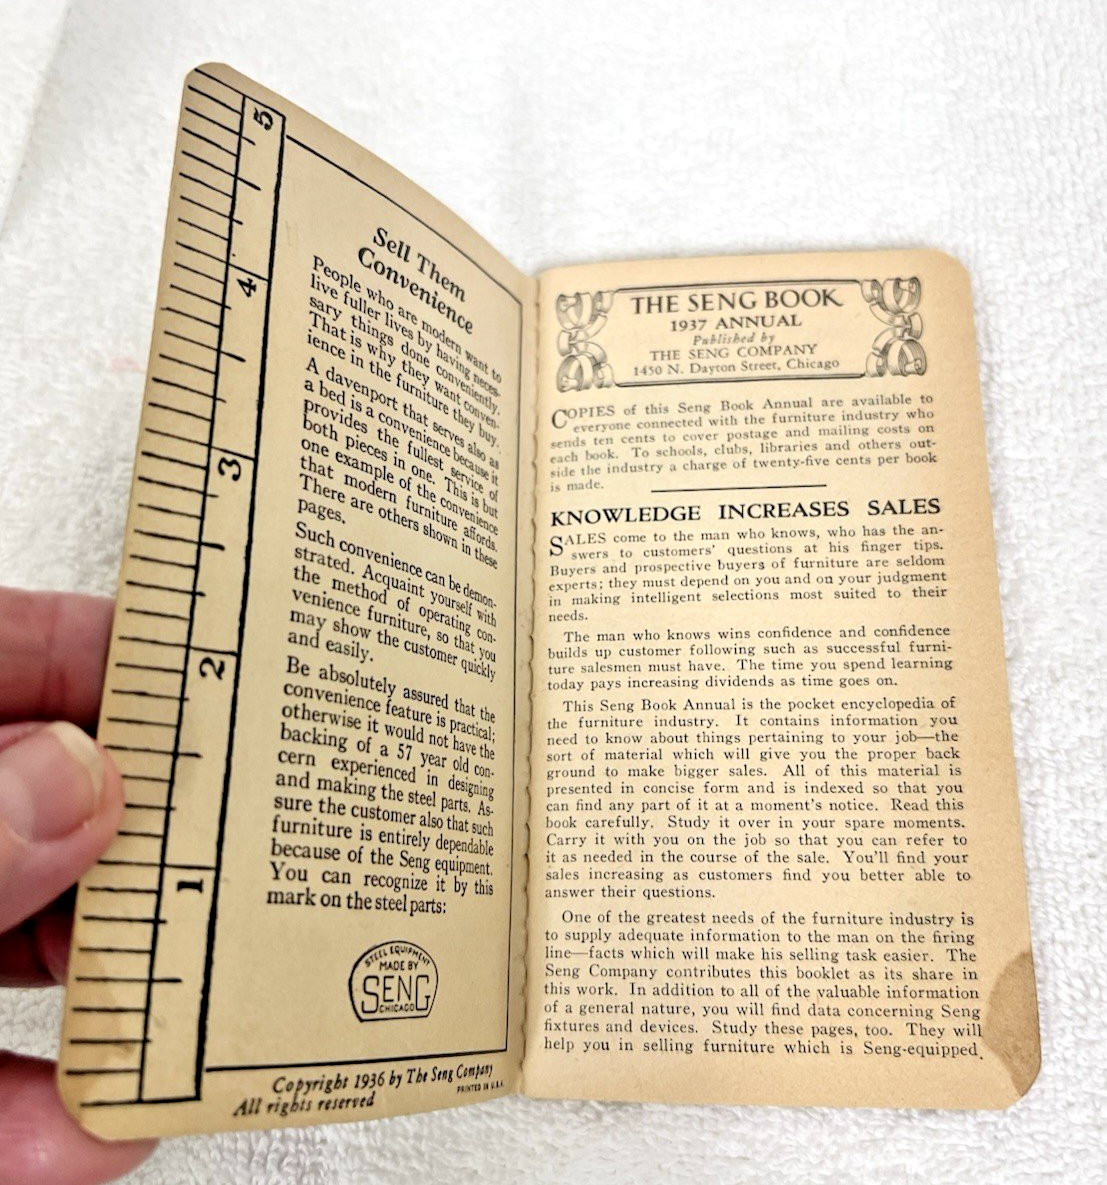 5
4
3
2
1
Sell Them
Convenience
People who are modern want to
live fuller lives by having neces-
sary things done conveniently.
That is why they want conven-
ience in the furniture they buy.
A davenport that serves also as
a bed is a convenience because it
provides the fullest service of
both pieces in one. This is but
one example of the convenience
that modern furniture affords.
There are others shown in these
pages.
Such convenience can be demon-
strated. Acquaint yourself with
the method of operating con-
venience furniture, so that you
may show the customer quickly
and easily.
Be absolutely assured that the
convenience feature is practical;
otherwise it would not have the
backing of a 57 year old con-
cern experienced in designing
and making the steel parts. As-
sure the customer also that such
furniture is entirely dependable
because of the Seng equipment.
You can recognize it by this
mark on the steel parts:
STEEL EQUIPMENT
MADE BY
SENG
CHICAGO
Copyright 1936 by The Seng Company
PRINTED IN U.S.A.
All rights reserved
THE SENG BOOK
1937 ANNUAL
Published by
THE SENG COMPANY
1450 N. Dayton Street, Chicago
COPIES of this Seng Book Annual are available to
everyone connected with the furniture industry who
sends ten cents to cover postage and mailing costs on
each book. To schools, clubs, libraries and others out-
side the industry a charge of twenty-five cents per book
is made.
KNOWLEDGE INCREASES SALES
SALES come to the man who knows, who has the an-
swers to customers' questions at his finger tips.
Buyers and prospective buyers of furniture are seldom
experts; they must depend on you and on your judgment
in making intelligent selections most suited to their
needs.
The man who knows wins confidence and confidence
builds up customer following such as successful furni-
ture salesmen must have. The time you spend learning
today pays increasing dividends as time goes on.
This Seng Book Annual is the pocket encyclopedia of
the furniture industry. It contains information you
need to know about things pertaining to your job—the
sort of material which will give you the proper back
ground to make bigger sales. All of this material is
presented in concise form and is indexed so that you
can find any part of it at a moment's notice. Read this
book carefully. Study it over in your spare moments.
Carry it with you on the job so that you can refer to
it as needed in the course of the sale. You'll find your
sales increasing as customers find you better able to
answer their questions.
One of the greatest needs of the furniture industry is
to supply adequate information to the man on the firing
line—facts which will make his selling task easier. The
Seng Company contributes this booklet as its share in
this work. In addition to all of the valuable information
of a general nature, you will find data concerning Seng
fixtures and devices. Study these pages, too. They will
help you in selling furniture which is Seng-equipped.